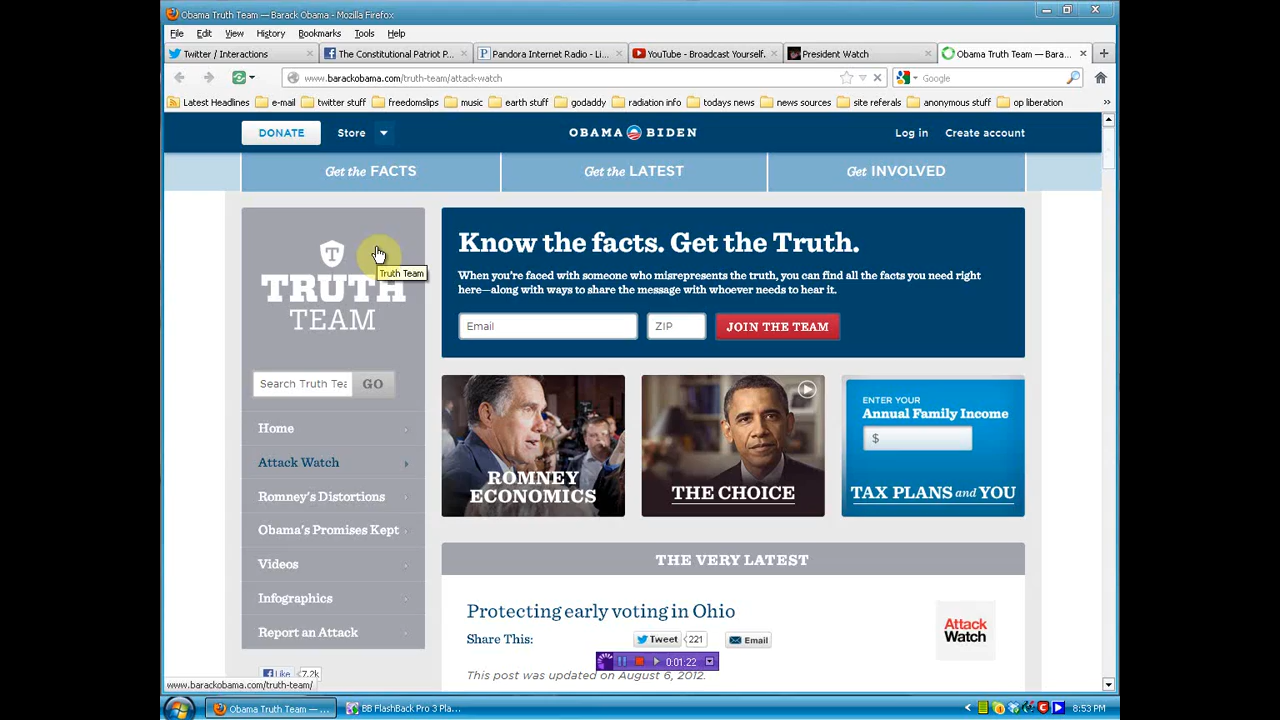 Obama Truth Team — Barack Obama - Mozilla Firefox
File Edit View History Bookmarks Tools Help
Twitter / Interactions
The Constitutional Patriot P...
Pandora Internet Radio - Li...
YouTube - Broadcast Yourself.
President Watch
Obama Truth Team — Bara...
www.barackobama.com/truth-team/attack-watch
Google
Latest Headlines e-mail twitter stuff freedomslips music earth stuff godaddy radiation info todays news news sources site referals anonymous stuff op liberation »
DONATE Store OBAMA BIDEN Log in Create account
Get the FACTS Get the LATEST Get INVOLVED
T
TRUTH
TEAM
Truth Team
Search Truth Tea GO
Home
Attack Watch
Romney's Distortions
Obama's Promises Kept
Videos
Infographics
Report an Attack
Like 7.2k
Know the facts. Get the Truth.
When you're faced with someone who misrepresents the truth, you can find all the facts you need right
here—along with ways to share the message with whoever needs to hear it.
Email ZIP JOIN THE TEAM
ROMNEY
ECONOMICS
THE CHOICE
ENTER YOUR
Annual Family Income
$
TAX PLANS and YOU
THE VERY LATEST
Protecting early voting in Ohio
Share This: Tweet 221 Email
Attack
Watch
0:01:22
This post was updated on August 6, 2012.
www.barackobama.com/truth-team/
Obama Truth Team — ...
BB FlashBack Pro 3 Pla...
8:53 PM